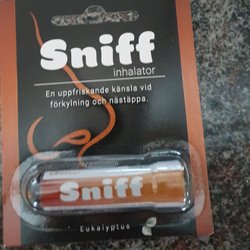 Sniff
inhalator
En uppfriskande känsla vid
förkylning och nästäppa.
Sniff
Eukalyptus